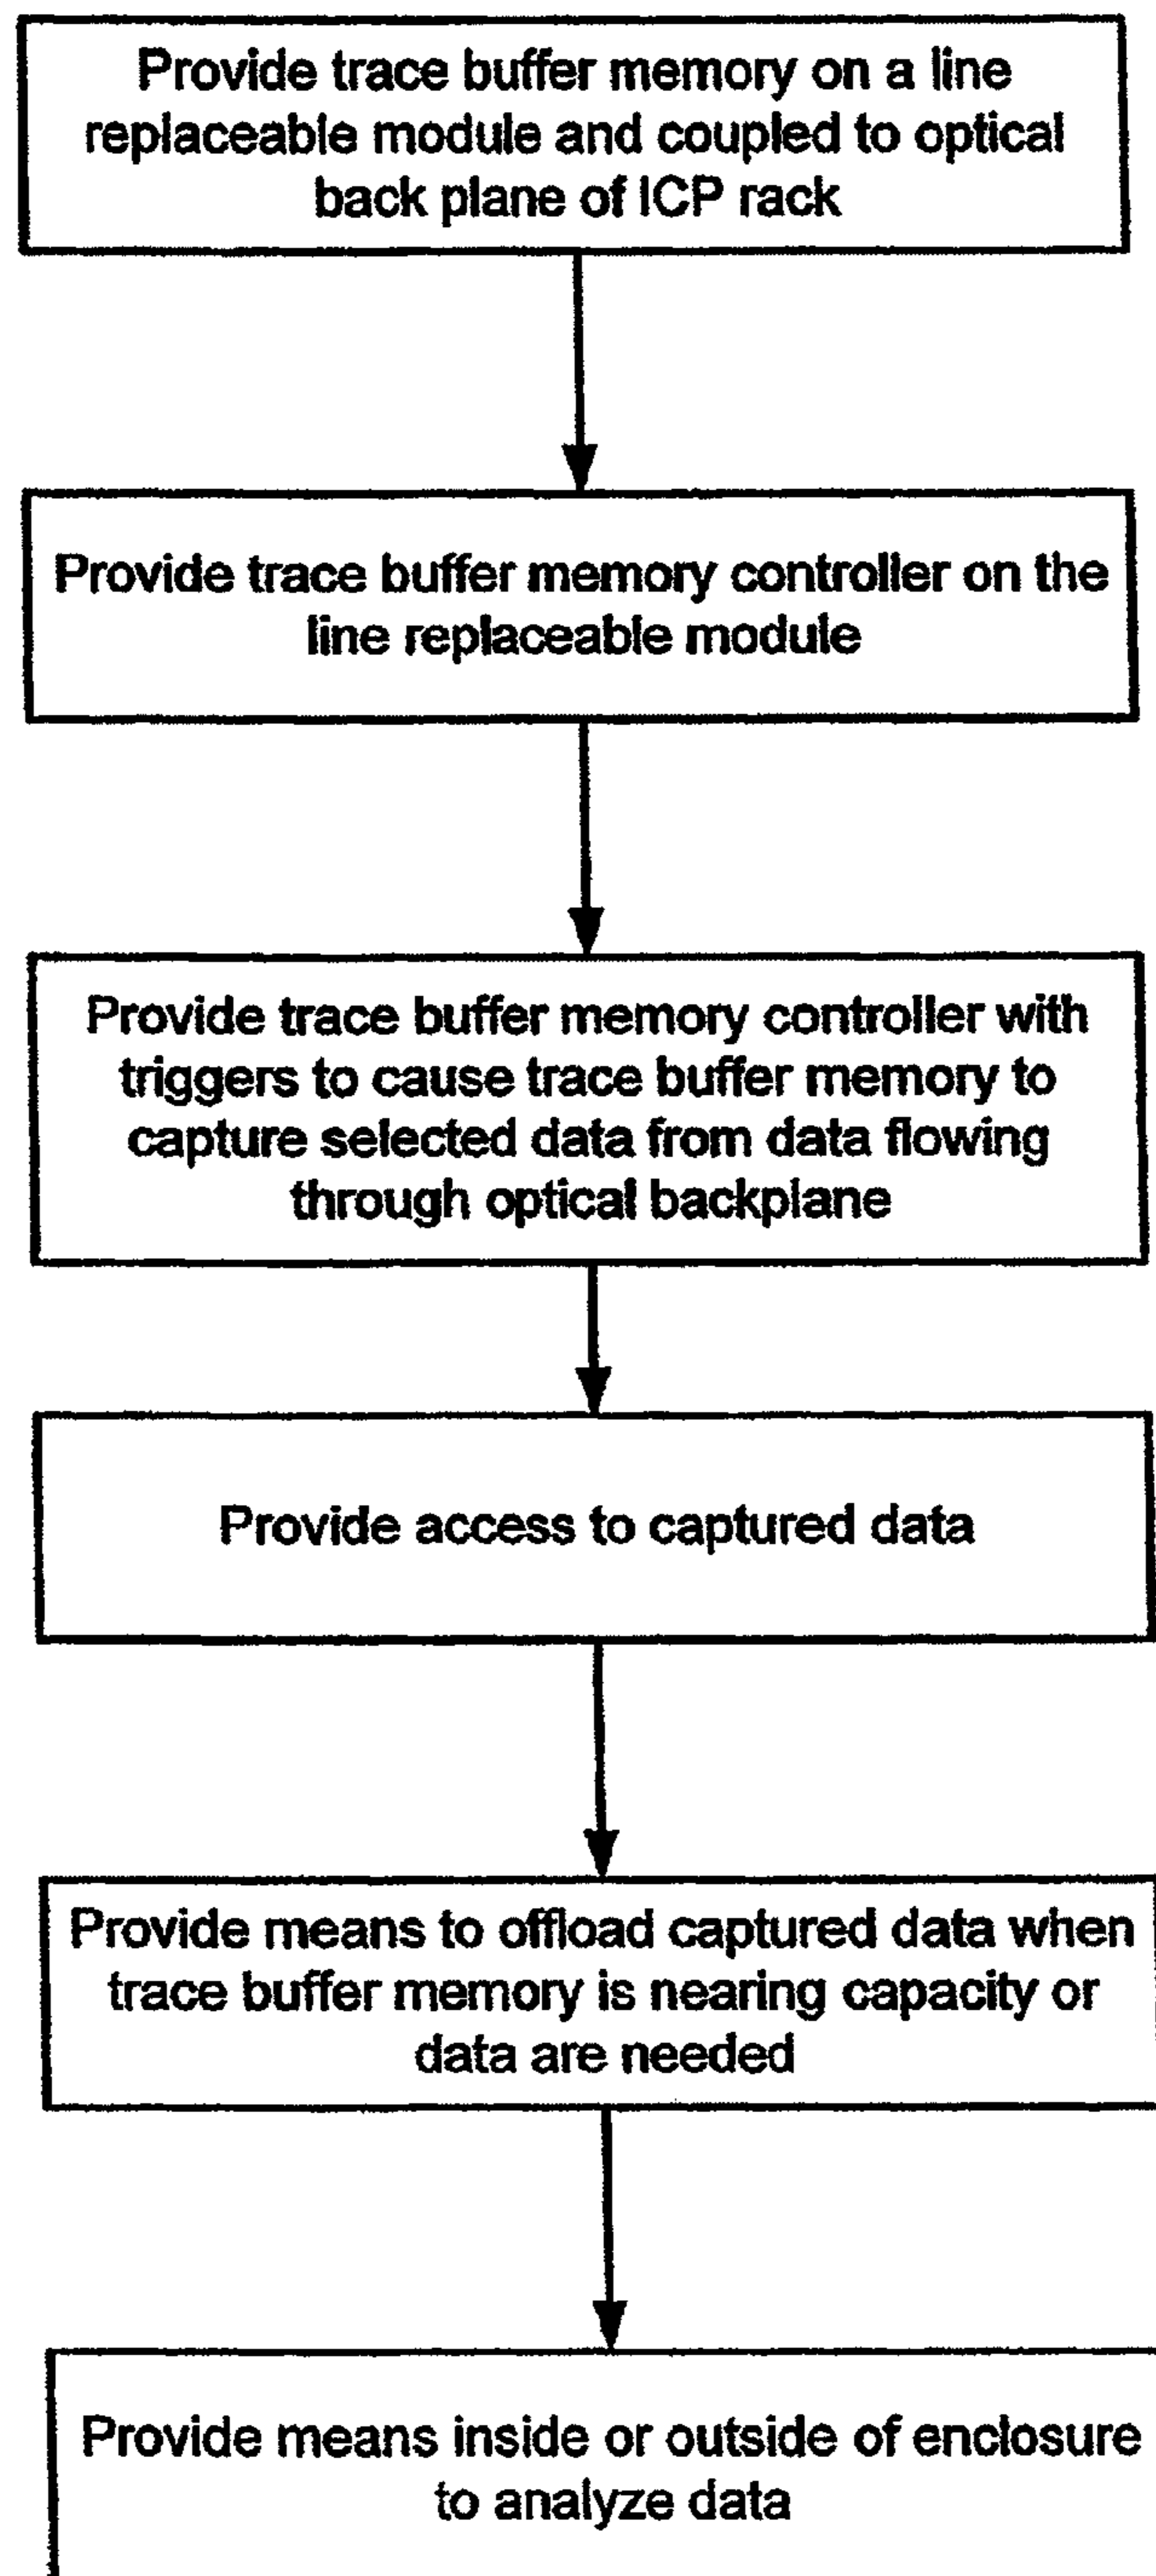 Provide trace buffer memory on a line
replaceable module and coupled to optical
back plane of ICP rack
Provide trace buffer memory controller on the
line replaceable module
Provide trace buffer memory controller with
triggers to cause trace buffer memory to
capture selected data from data flowing
through optical backplane
Provide access to captured data
Provide means to offload captured data when
trace buffer memory is nearing capacity or
data are needed
Provide means inside or outside of enclosure
to analyze data